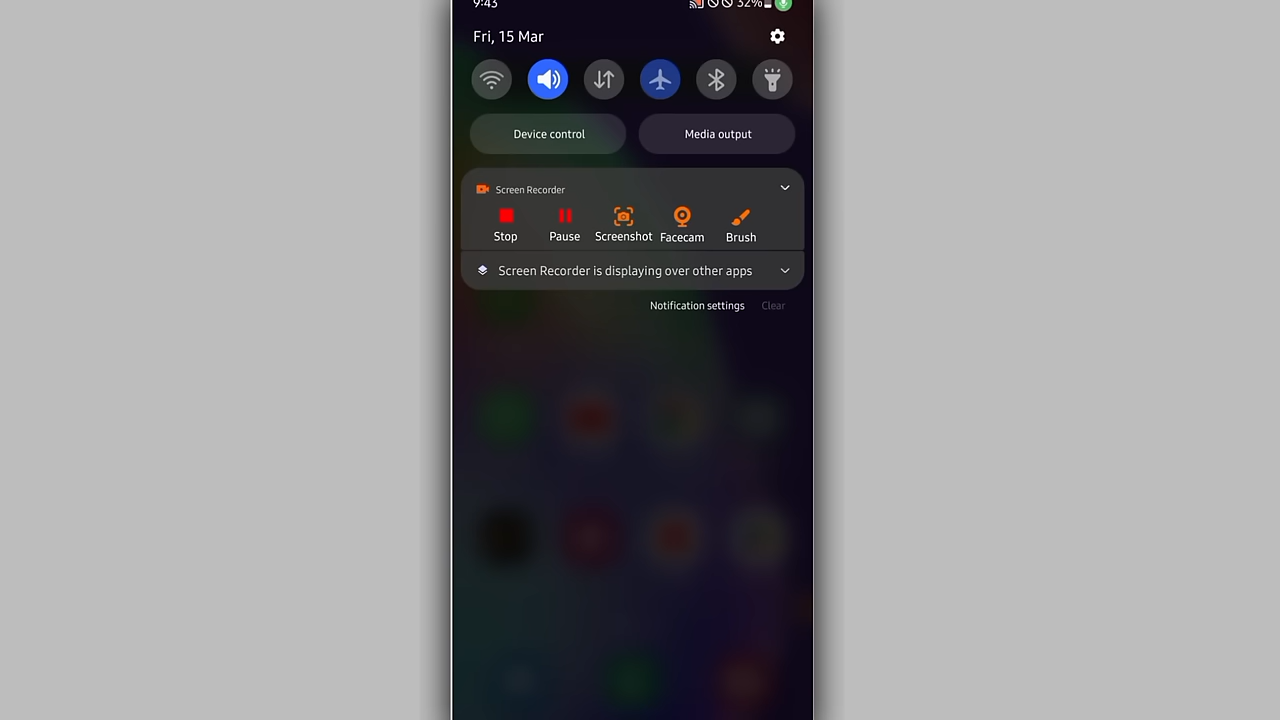 9:43 32%
Fri, 15 Mar
Device control Media output
Screen Recorder
Stop Pause Screenshot Facecam Brush
Screen Recorder is displaying over other apps
Notification settings Clear